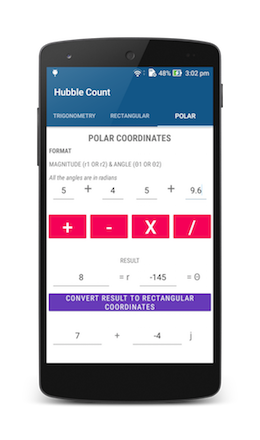 48% 3:02 pm
Hubble Count
TRIGONOMETRY RECTANGULAR POLAR
POLAR COORDINATES
FORMAT
MAGNITUDE (r1 OR r2) & ANGLE (Θ1 OR Θ2)
All the angles are in radians
5 + 4 5 + 9.6
+ - X /
RESULT
8 = r -145 = Θ
CONVERT RESULT TO RECTANGULAR
COORDINATES
7 + -4 j